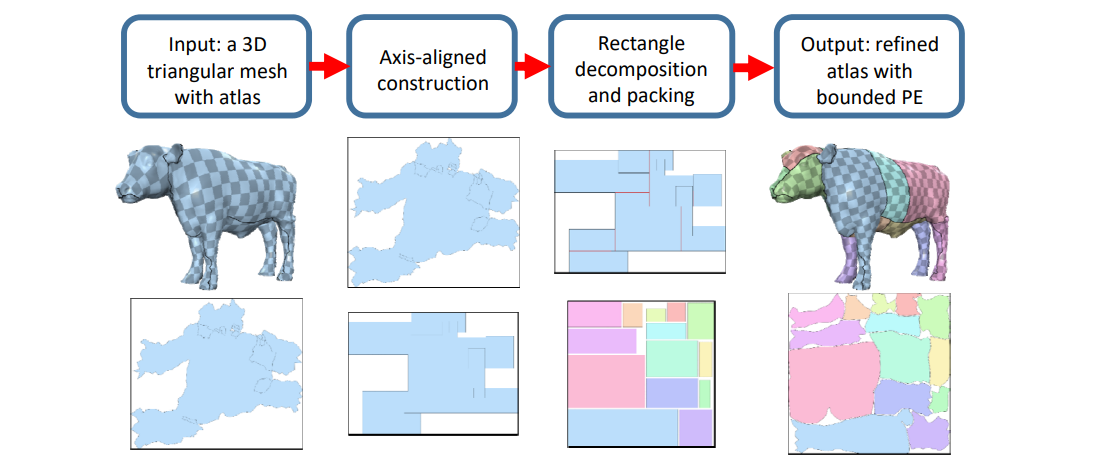 Input: a 3D
triangular mesh
with atlas
Axis-aligned
construction
Rectangle
decomposition
and packing
Output: refined
atlas with
bounded PE